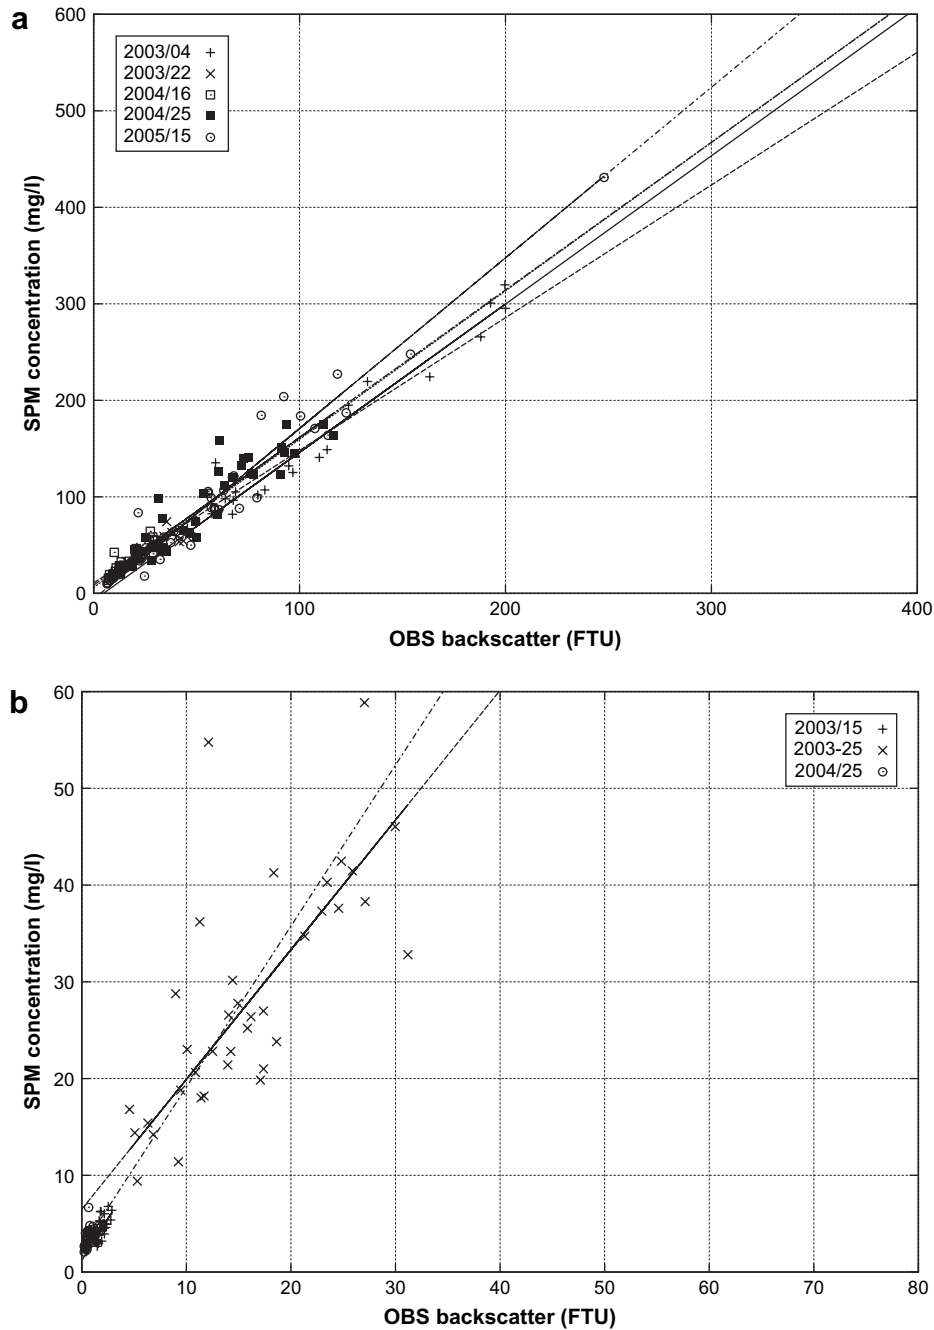 a
600
500
400
300
200
100
0
SPM concentration (mg/l)
2003/04
2003/22
2004/16
2004/25
2005/15
0 100 200 300 400
OBS backscatter (FTU)
b
60
50
40
30
20
10
0
SPM concentration (mg/l)
2003/15
2003-25
2004/25
0 10 20 30 40 50 60 70 80
OBS backscatter (FTU)